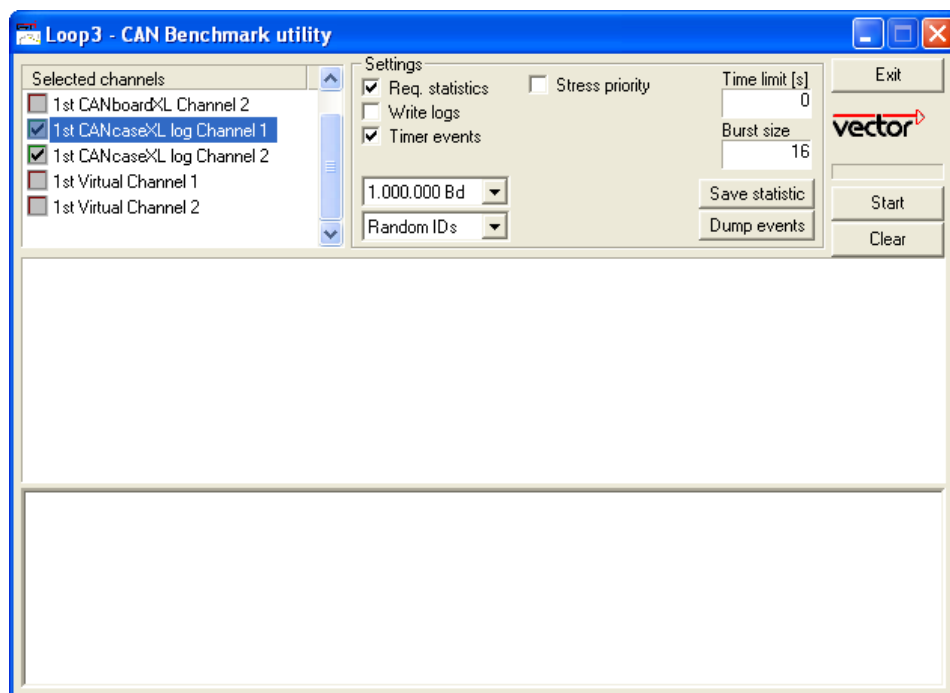 Loop3 - CAN Benchmark utility
Selected channels
1st CANboardXL Channel 2
1st CANcaseXL log Channel 1
1st CANcaseXL log Channel 2
1st Virtual Channel 1
1st Virtual Channel 2
Settings
Req. statistics
Write logs
Timer events
Stress priority
Time limit [s]
0
Burst size
16
1.000.000 Bd
Random IDs
Save statistic
Dump events
Exit
vector
Start
Clear